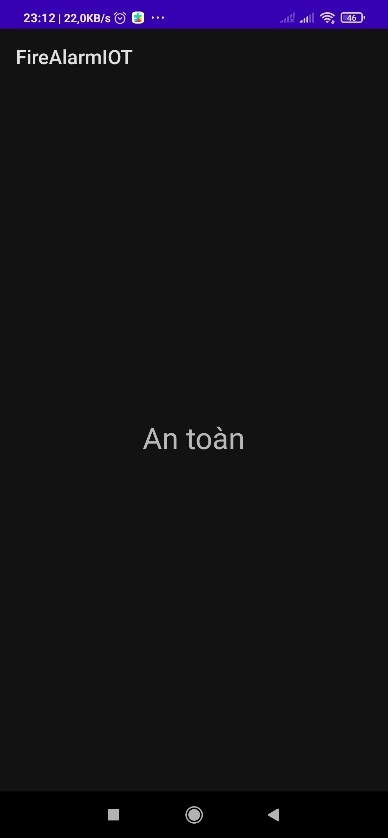 23:12 | 22,0KB/s ··· 46
FireAlarmIOT
An toàn